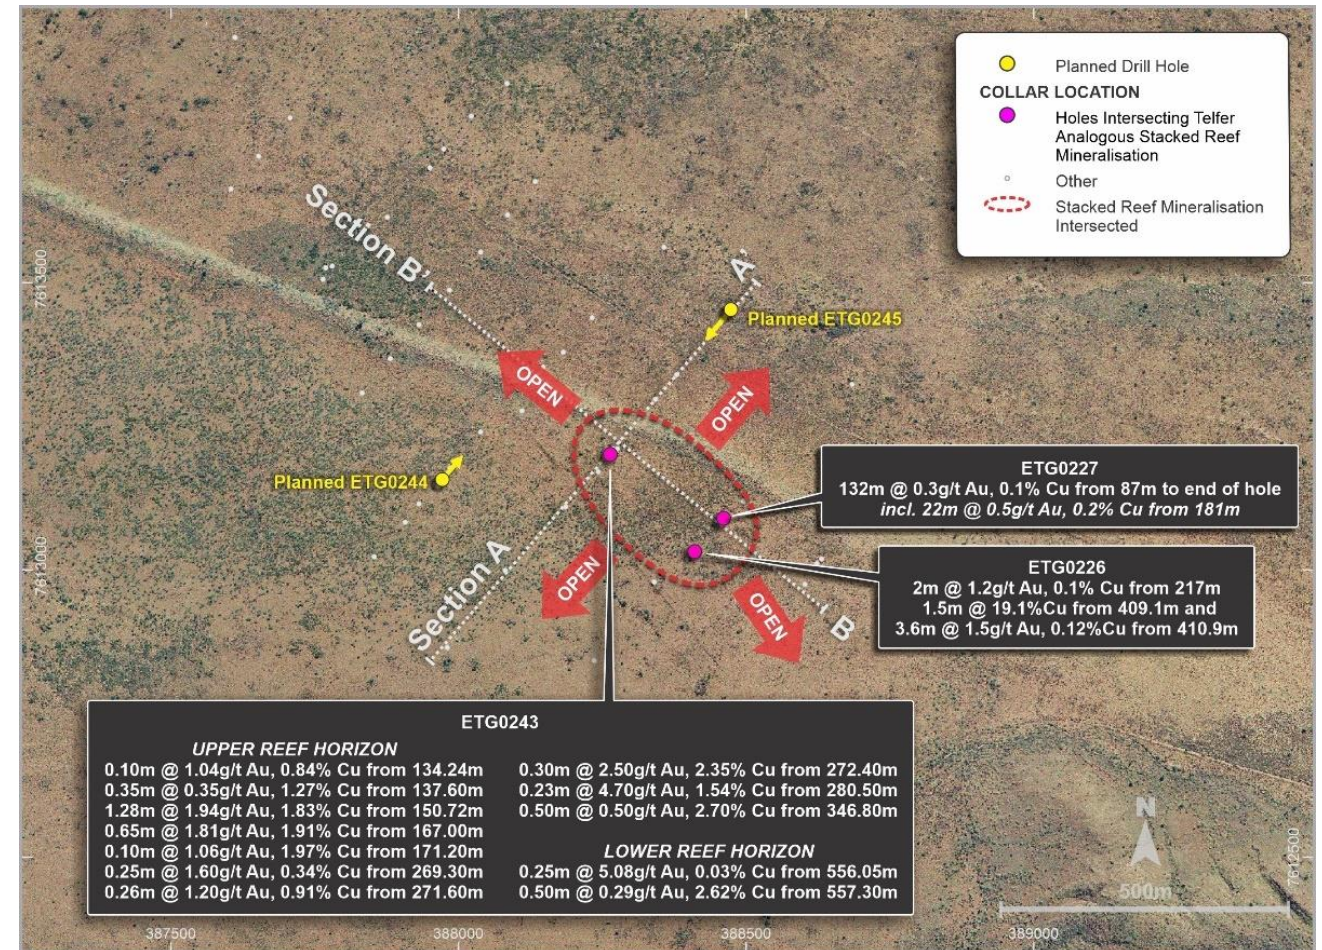 Planned Drill Hole
COLLAR LOCATION
Holes Intersecting Telfer
Analogous Stacked Reef
Mineralisation
Other
Stacked Reef Mineralisation
Intersected
Section B'
A'
Planned ETG0245
7613500
OPEN
OPEN
Planned ETG0244
ETG0227
132m @ 0.3g/t Au, 0.1% Cu from 87m to end of hole
incl. 22m @ 0.5g/t Au, 0.2% Cu from 181m
7613000
Section A
OPEN
OPEN
B
ETG0226
2m @ 1.2g/t Au, 0.1% Cu from 217m
1.5m @ 19.1%Cu from 409.1m and
3.6m @ 1.5g/t Au, 0.12%Cu from 410.9m
ETG0243
UPPER REEF HORIZON
0.10m @ 1.04g/t Au, 0.84% Cu from 134.24m
0.35m @ 0.35g/t Au, 1.27% Cu from 137.60m
1.28m @ 1.94g/t Au, 1.83% Cu from 150.72m
0.65m @ 1.81g/t Au, 1.91% Cu from 167.00m
0.10m @ 1.06g/t Au, 1.97% Cu from 171.20m
0.25m @ 1.60g/t Au, 0.34% Cu from 269.30m
0.26m @ 1.20g/t Au, 0.91% Cu from 271.60m
0.30m @ 2.50g/t Au, 2.35% Cu from 272.40m
0.23m @ 4.70g/t Au, 1.54% Cu from 280.50m
0.50m @ 0.50g/t Au, 2.70% Cu from 346.80m
LOWER REEF HORIZON
0.25m @ 5.08g/t Au, 0.03% Cu from 556.05m
0.50m @ 0.29g/t Au, 2.62% Cu from 557.30m
N
500m
7612500
387500
388000
388500
389000